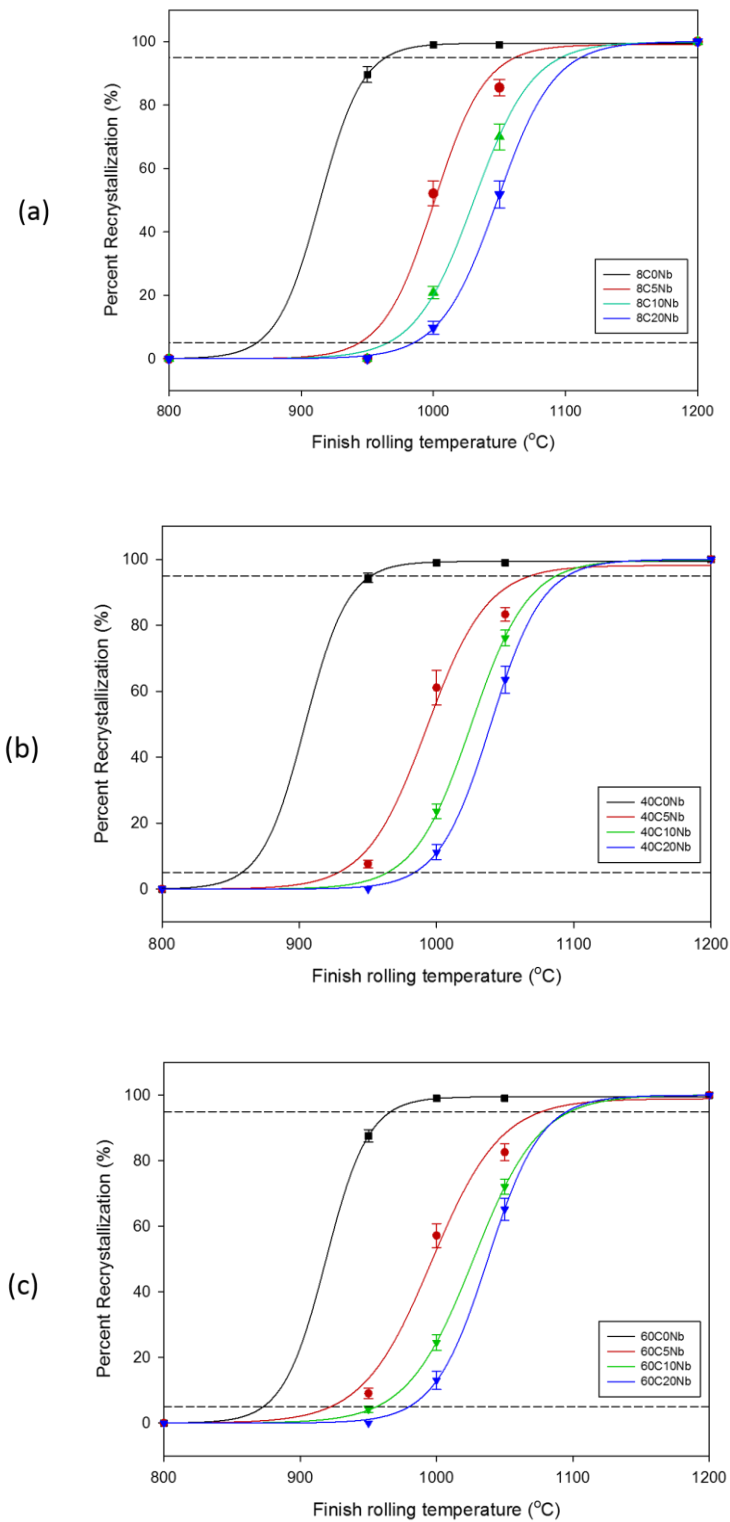 (a)
Percent Recrystallization (%)
100
80
60
40
20
0
8C0Nb
8C5Nb
8C10Nb
8C20Nb
800 900 1000 1100 1200
Finish rolling temperature (°C)
(b)
Percent Recrystallization (%)
100
80
60
40
20
0
40C0Nb
40C5Nb
40C10Nb
40C20Nb
800 900 1000 1100 1200
Finish rolling temperature (°C)
(c)
Percent Recrystallization (%)
100
80
60
40
20
0
60C0Nb
60C5Nb
60C10Nb
60C20Nb
800 900 1000 1100 1200
Finish rolling temperature (°C)